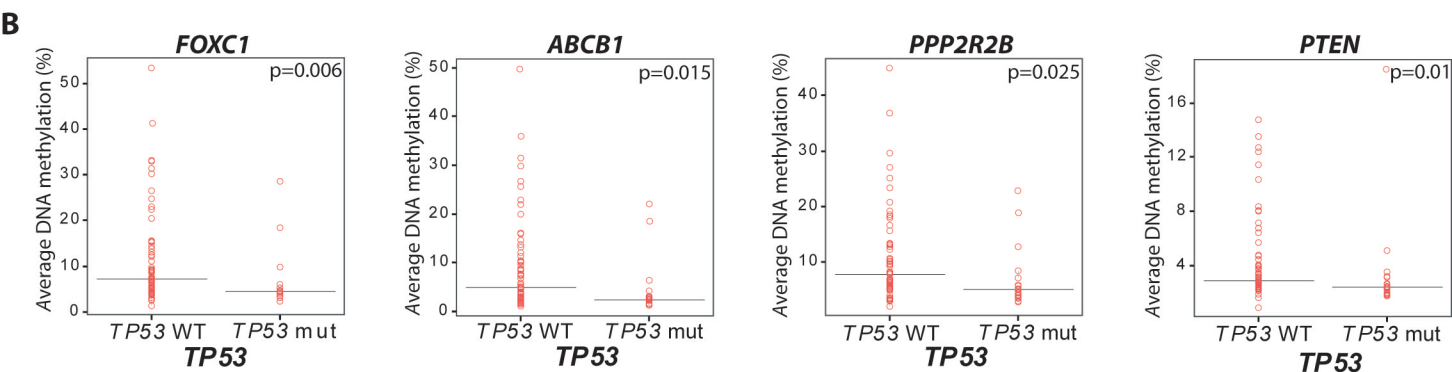 B
FOXC1
Average DNA methylation (%)
50
40
30
20
10
0
p=0.006
TP53 WT
TP53 mut
TP53
ABCB1
Average DNA methylation (%)
50
40
30
20
10
0
p=0.015
TP53 WT
TP53 mut
TP53
PPP2R2B
Average DNA methylation (%)
40
30
20
10
p=0.025
TP53 WT
TP53 mut
TP53
PTEN
Average DNA methylation (%)
16
12
8
4
p=0.01
TP53 WT
TP53 mut
TP53